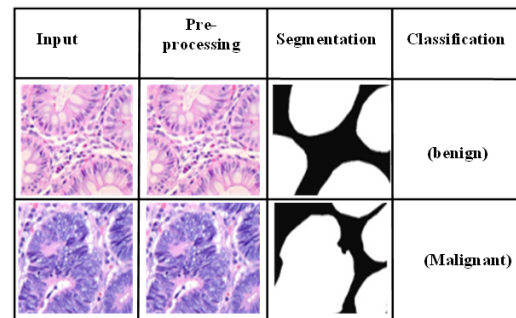 Input
Pre-
processing
Segmentation
Classification
(benign)
(Malignant)